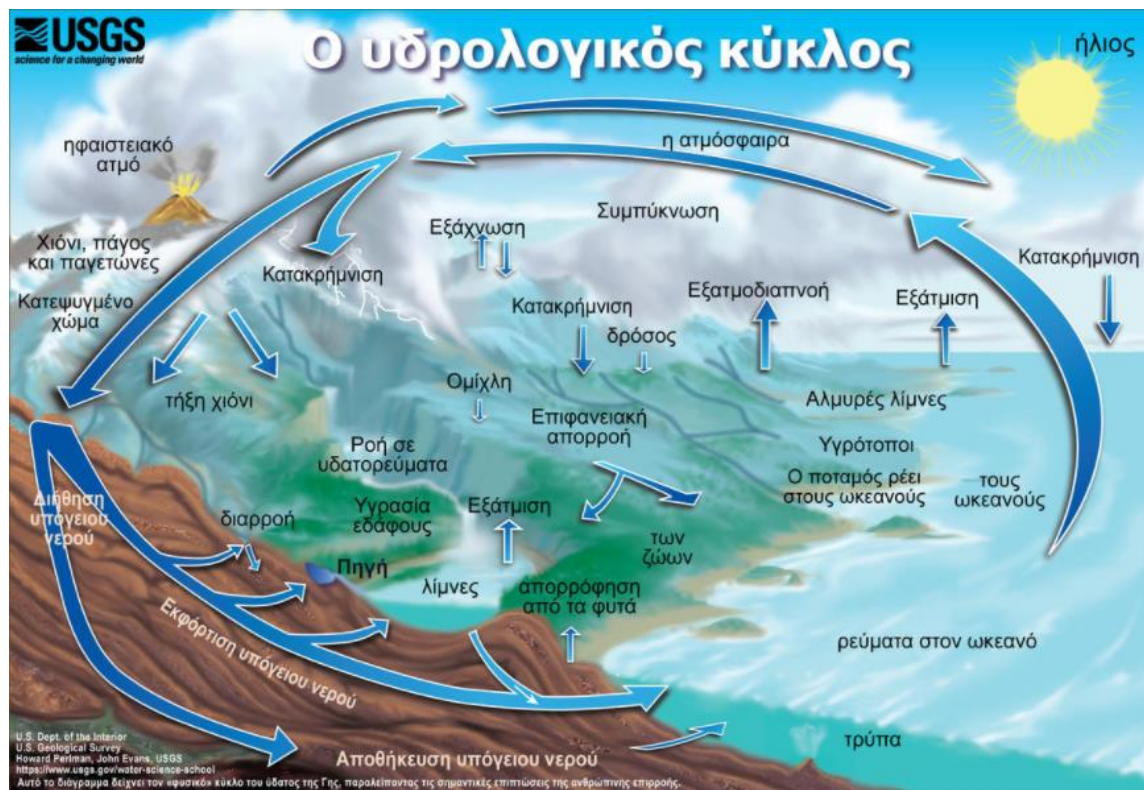 USGS
science for a changing world
Ο υδρολογικός κύκλος
ήλιος
ηφαιστειακό
ατμό
η ατμόσφαιρα
Συμπύκνωση
Εξάχνωση
Χιόνι, πάγος
και παγετώνες
Κατακρήμνιση
Κατακρήμνιση
Κατεψυγμένο
χώμα
Κατακρήμνιση
Εξατμοδιαπνοή
Εξάτμιση
δρόσος
τήξη χιόνι
Ομίχλη
Αλμυρές λίμνες
Επιφανειακή
απορροή
Ροή σε
υδατορεύματα
Υγρότοποι
Ο ποταμός ρέει
στους ωκεανούς
τους
ωκεανούς
Διήθηση
υπόγειου
νερού
διαρροή
Υγρασία
εδάφους
Εξάτμιση
των
ζώων
Πηγή
λίμνες
απορρόφηση
από τα φυτά
Εκφόρτιση υπόγειου νερού
ρεύματα στον ωκεανό
τρύπα
Αποθήκευση υπόγειου νερού
U.S. Dept. of the Interior
U.S. Geological Survey
Howard Perlman, John Evans, USGS
https://www.usgs.gov/water-science-school
Αυτό το διάγραμμα δείχνει τον «φυσικό» κύκλο του ύδατος της Γης, παραλείποντας τις σημαντικές επιπτώσεις της ανθρώπινης επιρροής.